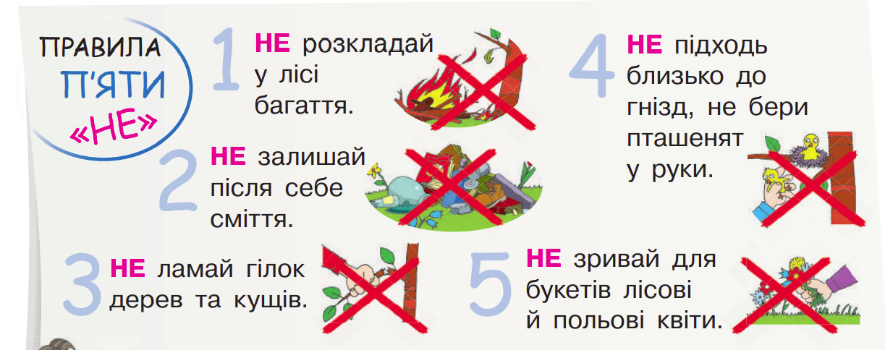 ПРАВИЛА
П'ЯТИ
«НЕ»
1 НЕ розкладай
у лісі
багаття.
2 НЕ залишай
після себе
сміття.
3 НЕ ламай гілок
дерев та кущів.
4 НЕ підходь
близько до
гнізд, не бери
пташенят
у руки.
5 НЕ зривай для
букетів лісові
й польові квіти.